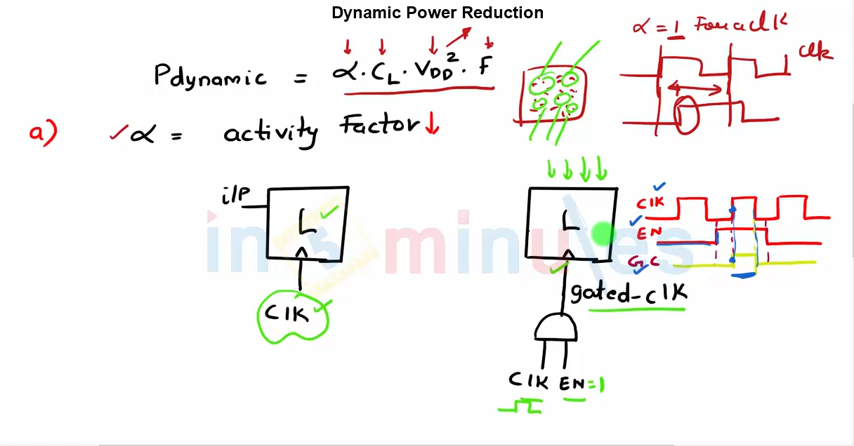 Dynamic Power Reduction
α = 1 For a clk
clk
Pdynamic = α · CL · VDD² · F
a) ✓α = activity Factor ↓
i/P
L
CLK
L
gated-clk
CLK EN = 1
CLK
EN
G.C
in 3 minutes